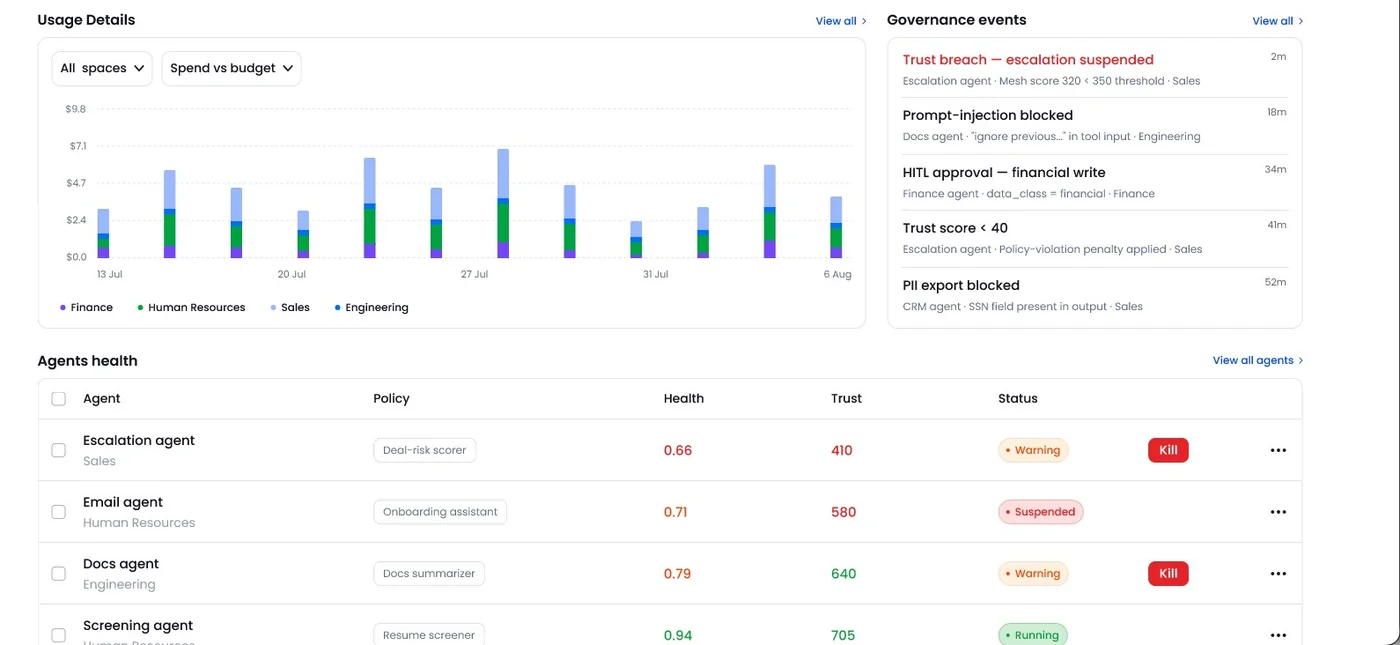 Usage Details
View all
All spaces
Spend vs budget
$9.8
$7.1
$4.7
$2.4
$0.0
13 Jul
20 Jul
27 Jul
31 Jul
6 Aug
Finance
Human Resources
Sales
Engineering
Governance events
View all
Trust breach — escalation suspended
2m
Escalation agent · Mesh score 320 < 350 threshold · Sales
Prompt-injection blocked
18m
Docs agent · "ignore previous…" in tool input · Engineering
HITL approval — financial write
34m
Finance agent · data_class = financial · Finance
Trust score < 40
41m
Escalation agent · Policy-violation penalty applied · Sales
PII export blocked
52m
CRM agent · SSN field present in output · Sales
Agents health
View all agents
Agent Policy Health Trust Status
Escalation agent
Sales
Deal-risk scorer
0.66
410
Warning
Kill
Email agent
Human Resources
Onboarding assistant
0.71
580
Suspended
Docs agent
Engineering
Docs summarizer
0.79
640
Warning
Kill
Screening agent
Human Resources
Resume screener
0.94
705
Running